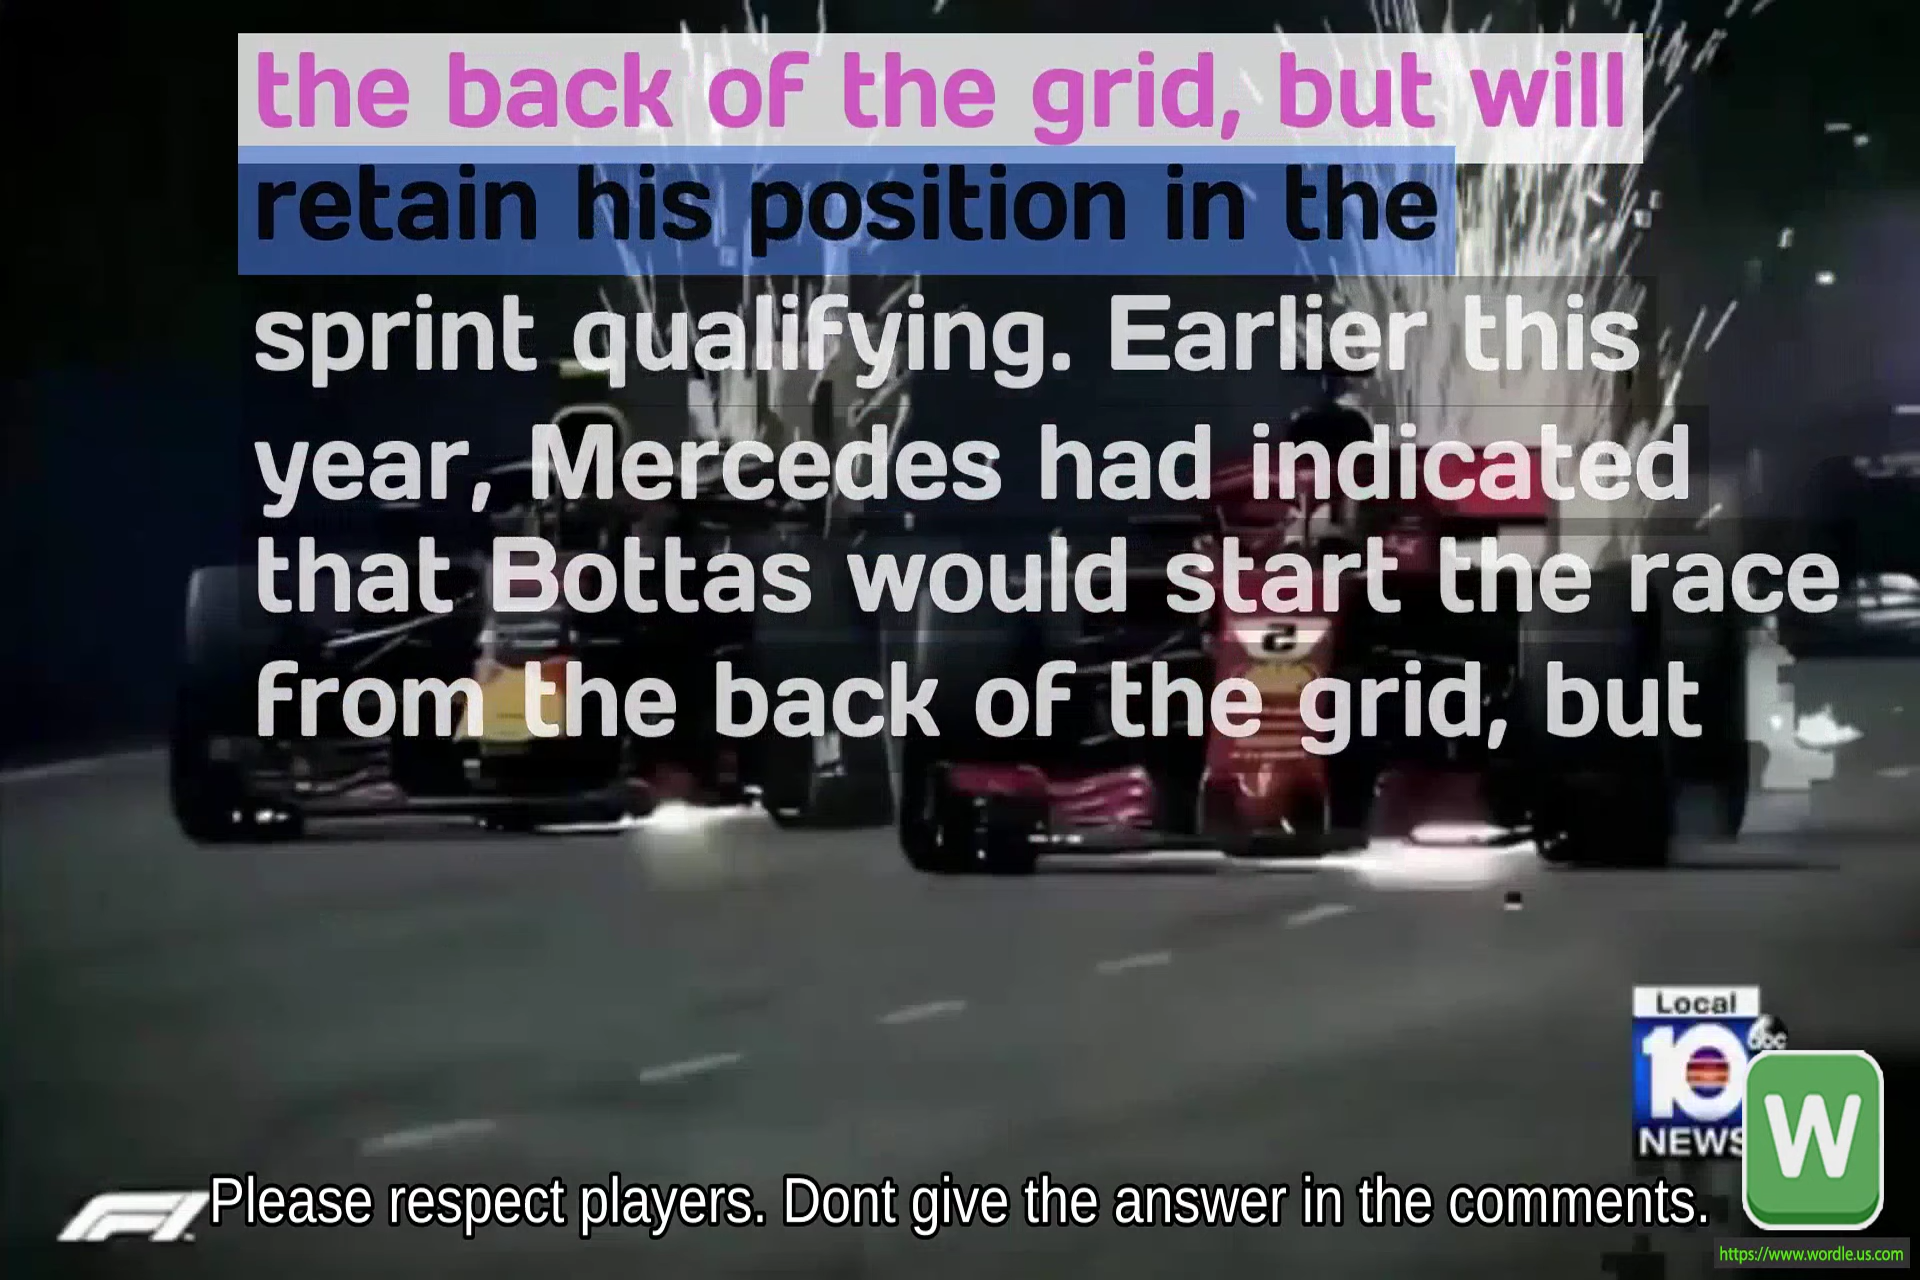 the back of the grid, but will
retain his position in the
sprint qualifying. Earlier this
year, Mercedes had indicated
that Bottas would start the race
from the back of the grid, but
5
Local
10
abc
NEWS
W
Please respect players. Dont give the answer in the comments.
https://www.wordle.us.com